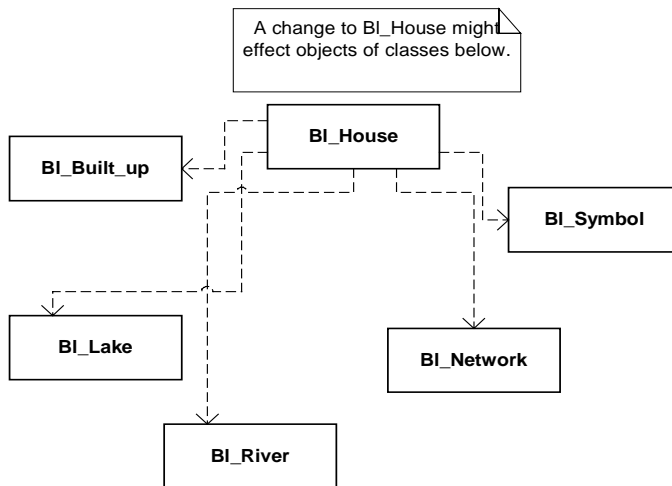 A change to BI_House might
effect objects of classes below.
BI_House
BI_Built_up
BI_Symbol
BI_Lake
BI_Network
BI_River